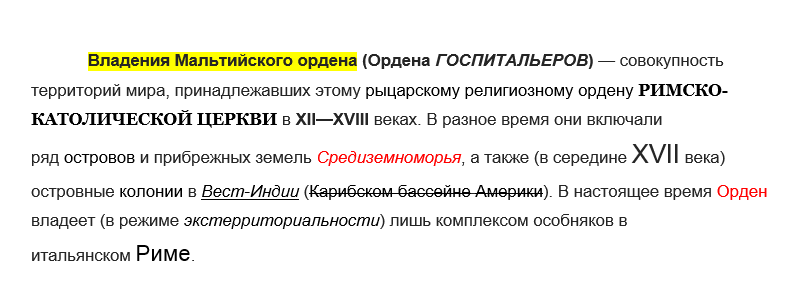 Владения Мальтийского ордена (Ордена ГОСПИТАЛЬЕРОВ) — совокупность
территорий мира, принадлежавших этому рыцарскому религиозному ордену РИМСКО-
КАТОЛИЧЕСКОЙ ЦЕРКВИ в XII—XVIII веках. В разное время они включали
ряд островов и прибрежных земель Средиземноморья, а также (в середине XVII века)
островные колонии в Вест-Индии (Карибском бассейне Америки). В настоящее время Орден
владеет (в режиме экстерриториальности) лишь комплексом особняков в
итальянском Риме.